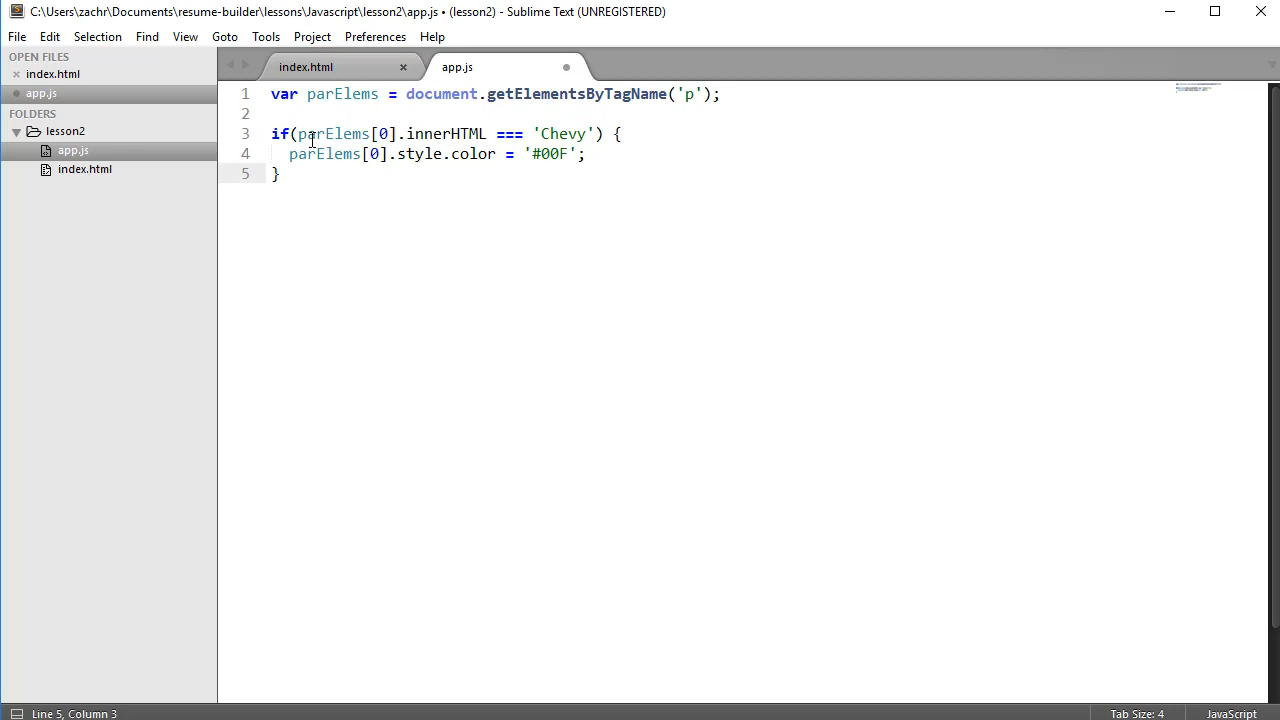 C:\Users\zachr\Documents\resume-builder\lessons\Javascript\lesson2\app.js • (lesson2) - Sublime Text (UNREGISTERED)
File Edit Selection Find View Goto Tools Project Preferences Help
OPEN FILES
index.html
app.js
FOLDERS
lesson2
app.js
index.html
index.html
app.js
1 var parElems = document.getElementsByTagName('p');
2
3 if(parElems[0].innerHTML === 'Chevy') {
4 parElems[0].style.color = '#00F';
5 }
Line 5, Column 3
Tab Size: 4
JavaScript